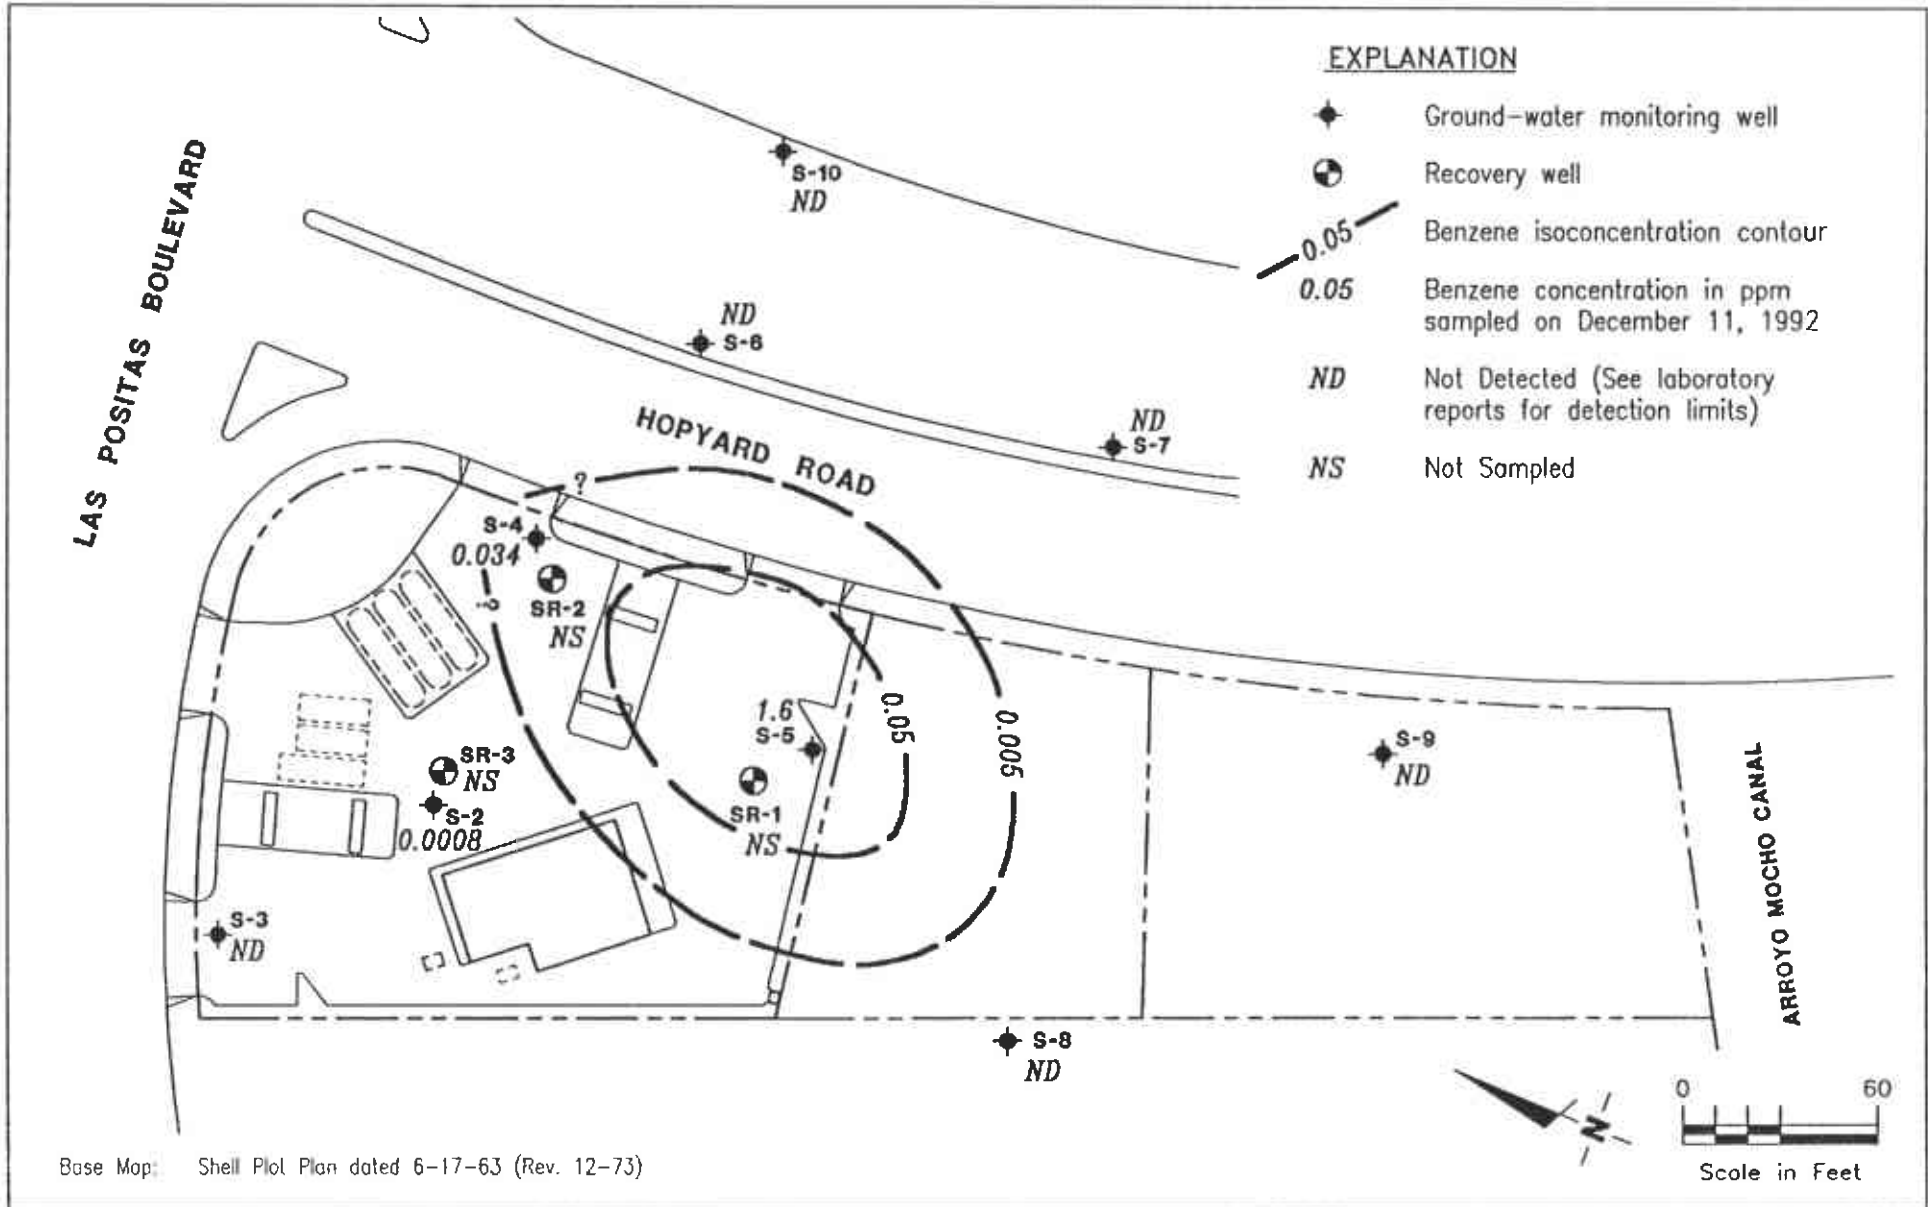 EXPLANATION
Ground-water monitoring well
Recovery well
0.05
Benzene isoconcentration contour
0.05
Benzene concentration in ppm
sampled on December 11, 1992
ND
Not Detected (See laboratory
reports for detection limits)
NS
Not Sampled
LAS POSITAS BOULEVARD
S-10
ND
ND
S-6
ND
S-7
HOPYARD ROAD
?
S-4
0.034
SR-2
NS
?
1.6
S-5
0.05
0.005
SR-1
NS
SR-3
NS
S-2
0.0008
S-3
ND
S-9
ND
S-8
ND
ARROYO MOCHO CANAL
N
0 60
Scale in Feet
Base Map: Shell Plot Plan dated 6-17-63 (Rev. 12-73)